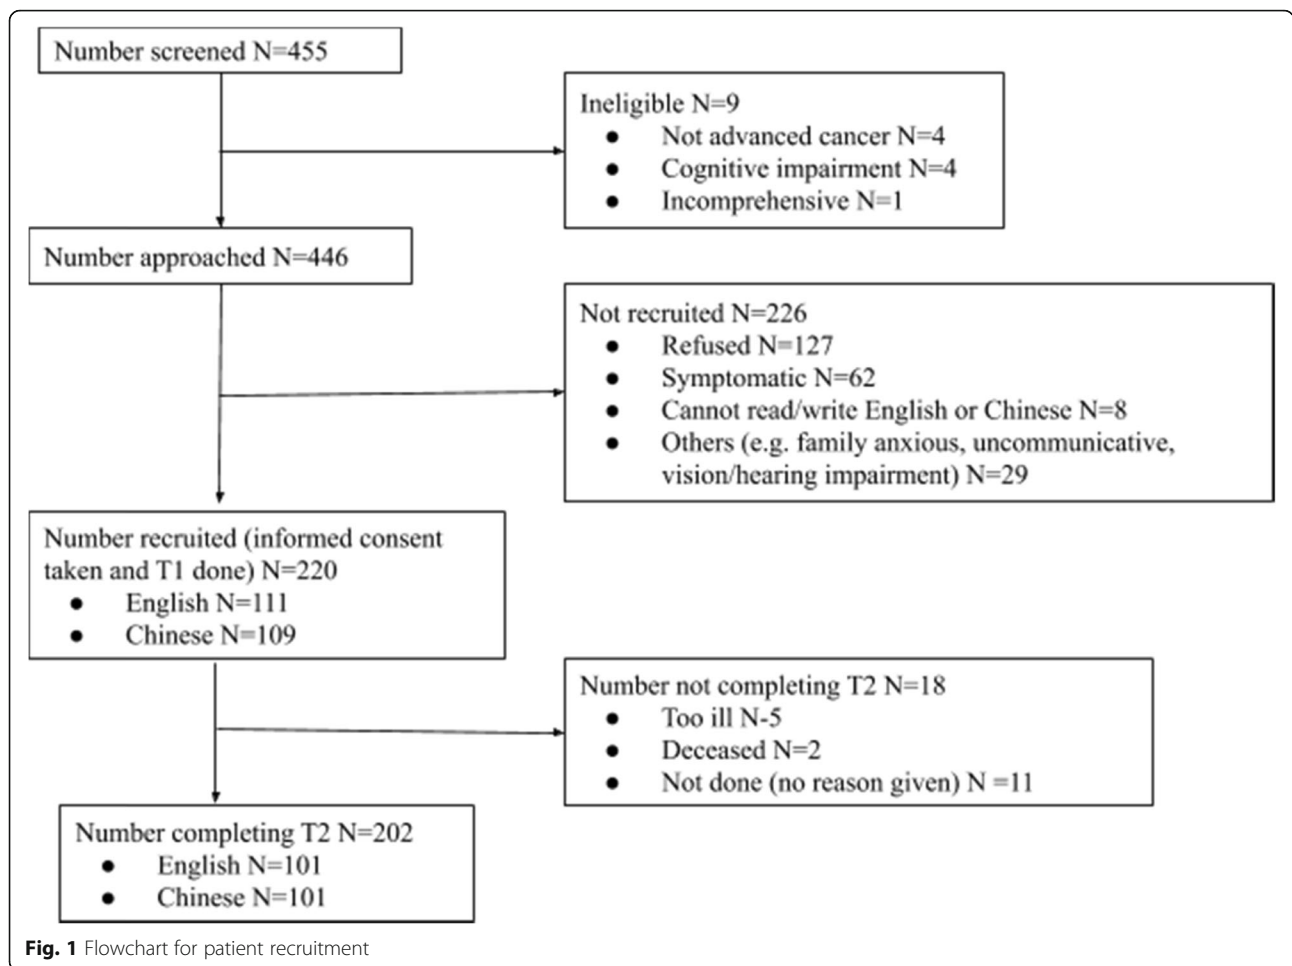 Number screened N=455
Ineligible N=9
● Not advanced cancer N=4
● Cognitive impairment N=4
● Incomprehensive N=1
Number approached N=446
Not recruited N=226
● Refused N=127
● Symptomatic N=62
● Cannot read/write English or Chinese N=8
● Others (e.g. family anxious, uncommunicative,
vision/hearing impairment) N=29
Number recruited (informed consent
taken and T1 done) N=220
● English N=111
● Chinese N=109
Number not completing T2 N=18
● Too ill N-5
● Deceased N=2
● Not done (no reason given) N =11
Number completing T2 N=202
● English N=101
● Chinese N=101
Fig. 1 Flowchart for patient recruitment